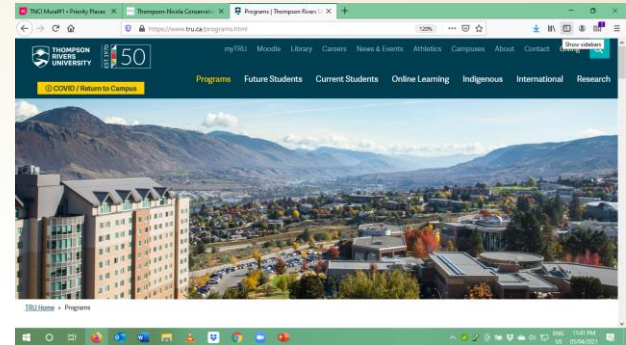 TNCI Mural#1 • Priority Places
Thompson-Nicola Conservatio
Programs | Thompson Rivers U
https://www.tru.ca/programs.html
120%
Show sidebars
THOMPSON
RIVERS
UNIVERSITY
EST. 1970
50
myTRU Moodle Library Careers News & Events Athletics Campuses About Contact
COVID / Return to Campus
Programs Future Students Current Students Online Learning Indigenous International Research
TRU Home » Programs
ENG
US
11:41 PM
05/04/2021